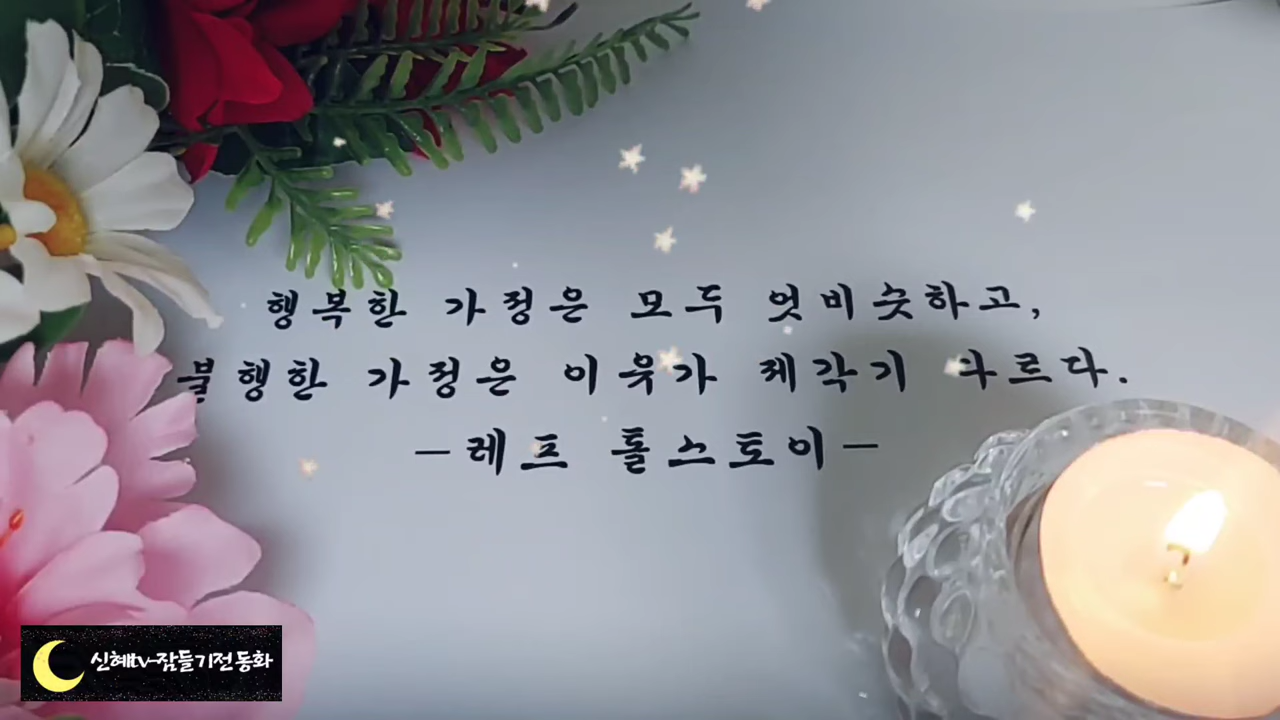 행복한 가정은 모두 엇비슷하고,
불행한 가정은 이유가 제각기 다르다.
-레프 톨스토이-
신혜tv-잠들기전동화